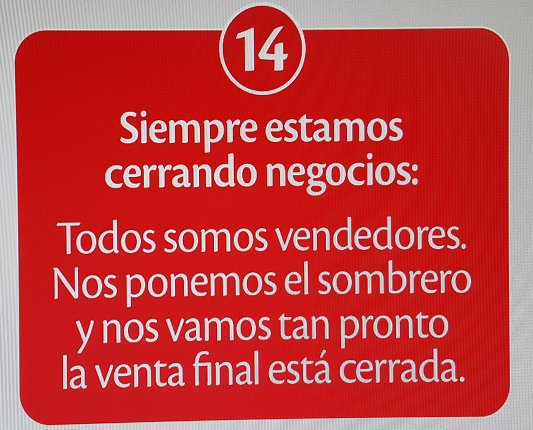 14
Siempre estamos
cerrando negocios:
Todos somos vendedores.
Nos ponemos el sombrero
y nos vamos tan pronto
la venta final está cerrada.